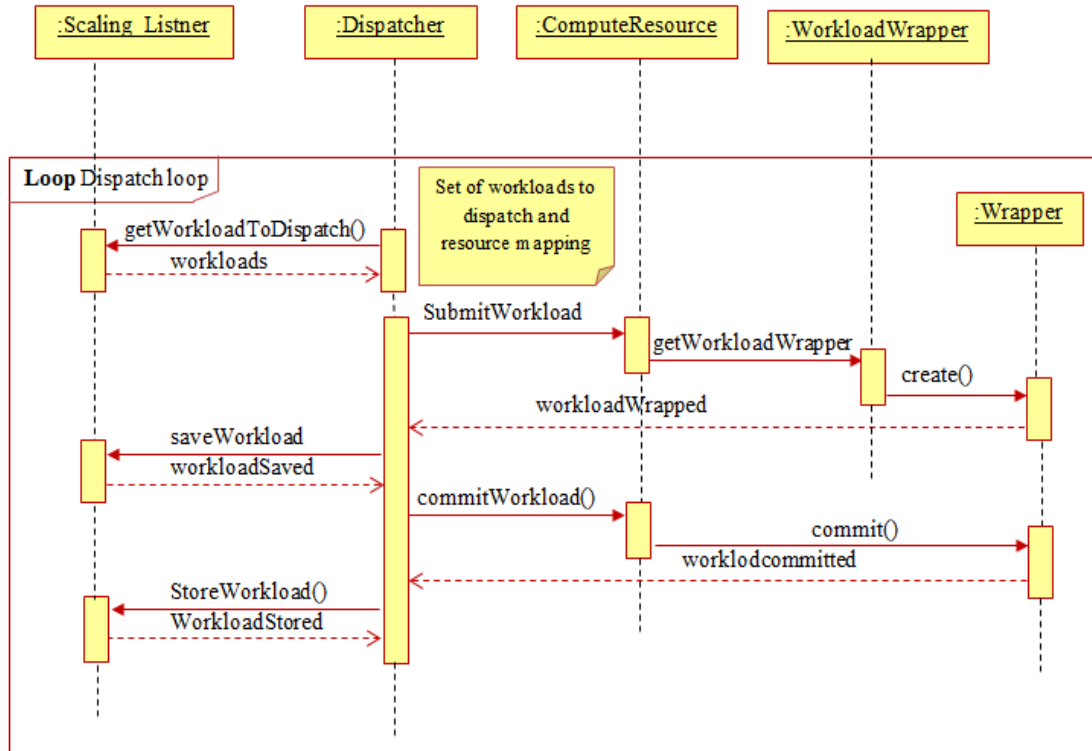 :Scaling_Listner
:Dispatcher
:ComputeResource
:WorkloadWrapper
Loop Dispatch loop
Set of workloads to
dispatch and
resource mapping
:Wrapper
getWorkloadToDispatch()
workloads
SubmitWorkload
getWorkloadWrapper
create()
workloadWrapped
saveWorkload
workloadSaved
commitWorkload()
commit()
worklodcommitted
StoreWorkload()
WorkloadStored